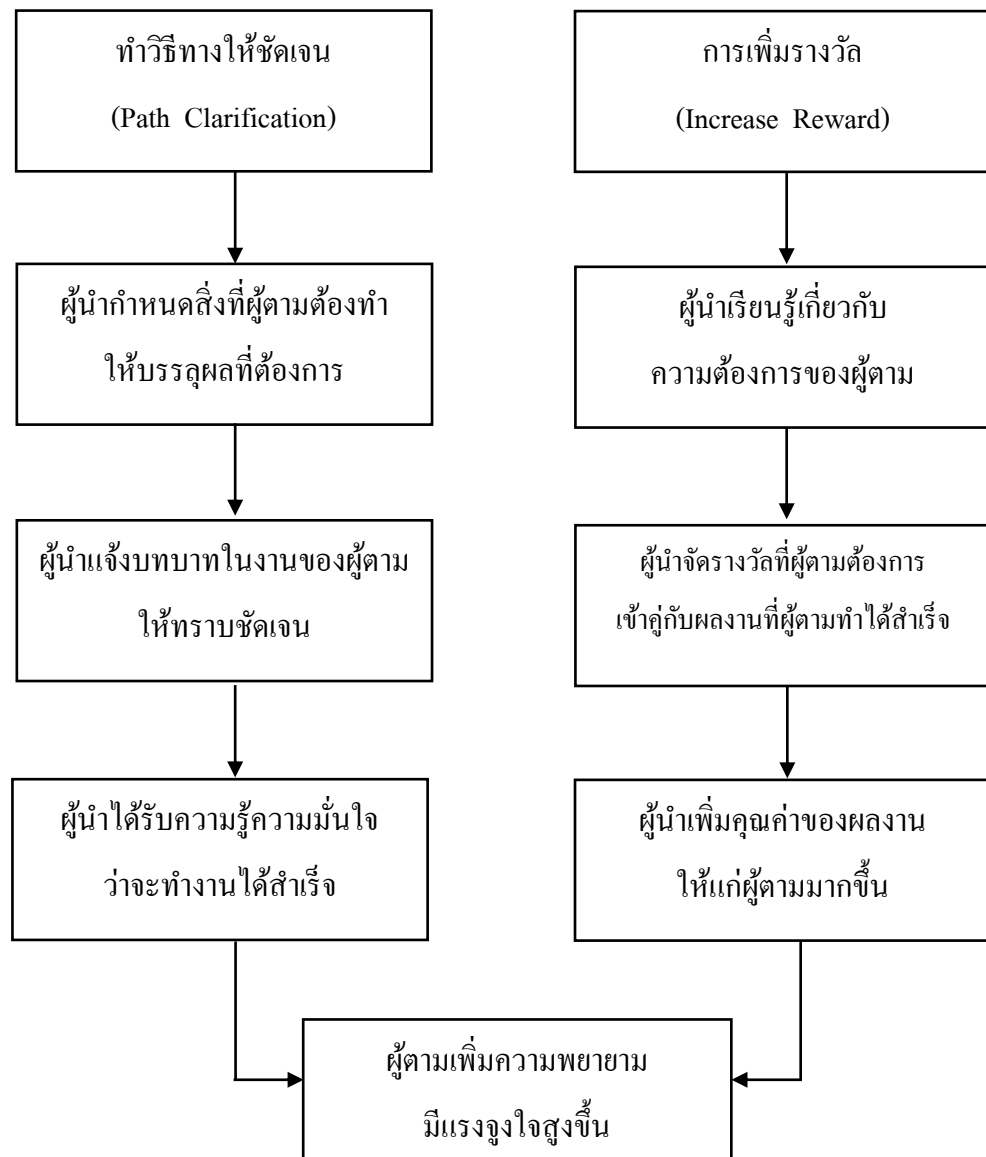 ทำวิธีทางให้ชัดเจน
(Path Clarification)
ผู้นำกำหนดสิ่งที่ผู้ตามต้องทำ
ให้บรรลุผลที่ต้องการ
ผู้นำแจ้งบทบาทในงานของผู้ตาม
ให้ทราบชัดเจน
ผู้นำได้รับความรู้ความมั่นใจ
ว่าจะทำงานได้สำเร็จ
การเพิ่มรางวัล
(Increase Reward)
ผู้นำเรียนรู้เกี่ยวกับ
ความต้องการของผู้ตาม
ผู้นำจัดรางวัลที่ผู้ตามต้องการ
เข้าคู่กับผลงานที่ผู้ตามทำได้สำเร็จ
ผู้นำเพิ่มคุณค่าของผลงาน
ให้แก่ผู้ตามมากขึ้น
ผู้ตามเพิ่มความพยายาม
มีแรงจูงใจสูงขึ้น